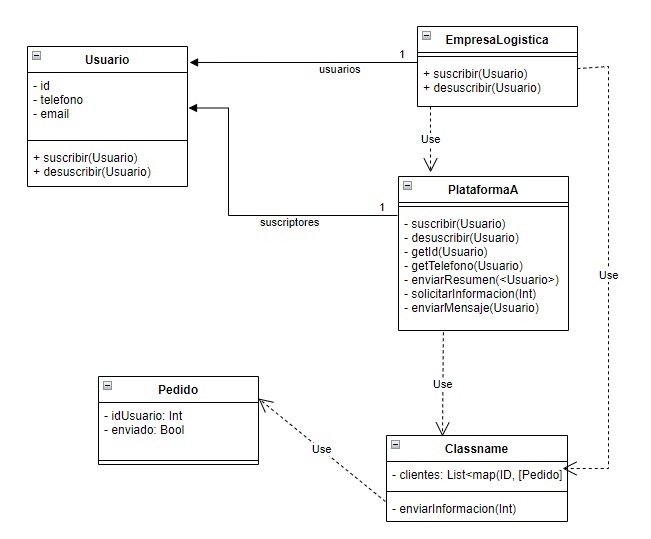 EmpresaLogistica
+ suscribir(Usuario)
+ desuscribir(Usuario)
Usuario
- id
- telefono
- email
+ suscribir(Usuario)
+ desuscribir(Usuario)
1
usuarios
Use
PlataformaA
- suscribir(Usuario)
- desuscribir(Usuario)
- getId(Usuario)
- getTelefono(Usuario)
- enviarResumen(<Usuario>)
- solicitarInformacion(Int)
- enviarMensaje(Usuario)
1
suscriptores
Use
Use
Pedido
- idUsuario: Int
- enviado: Bool
Use
Classname
- clientes: List<map(ID, [Pedido]
- enviarInformacion(Int)